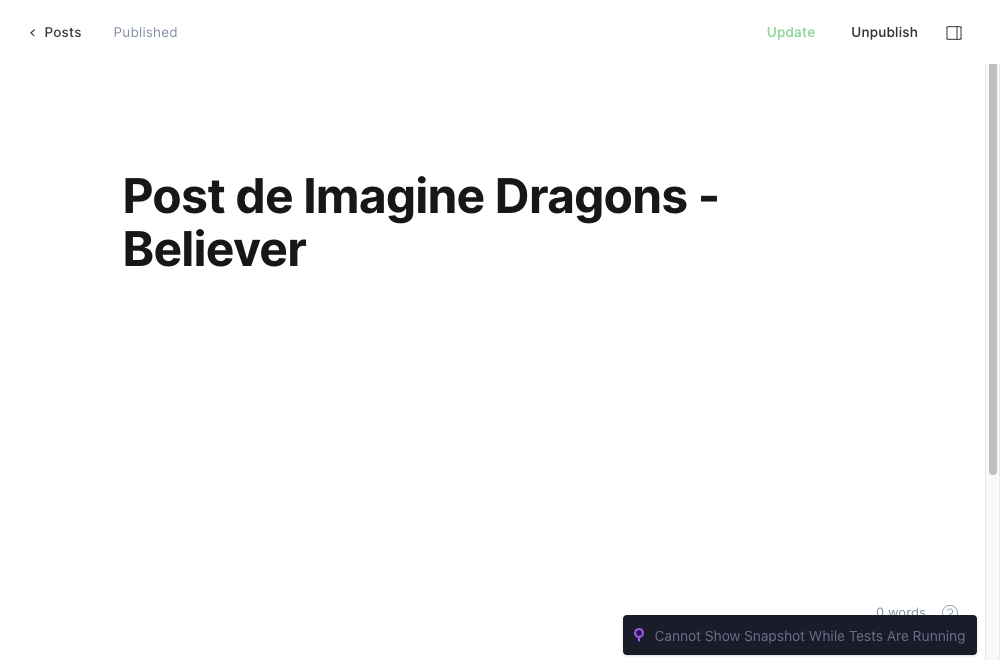 Posts
Published
Update
Unpublish
Post de Imagine Dragons -
Believer
0 words
Cannot Show Snapshot While Tests Are Running